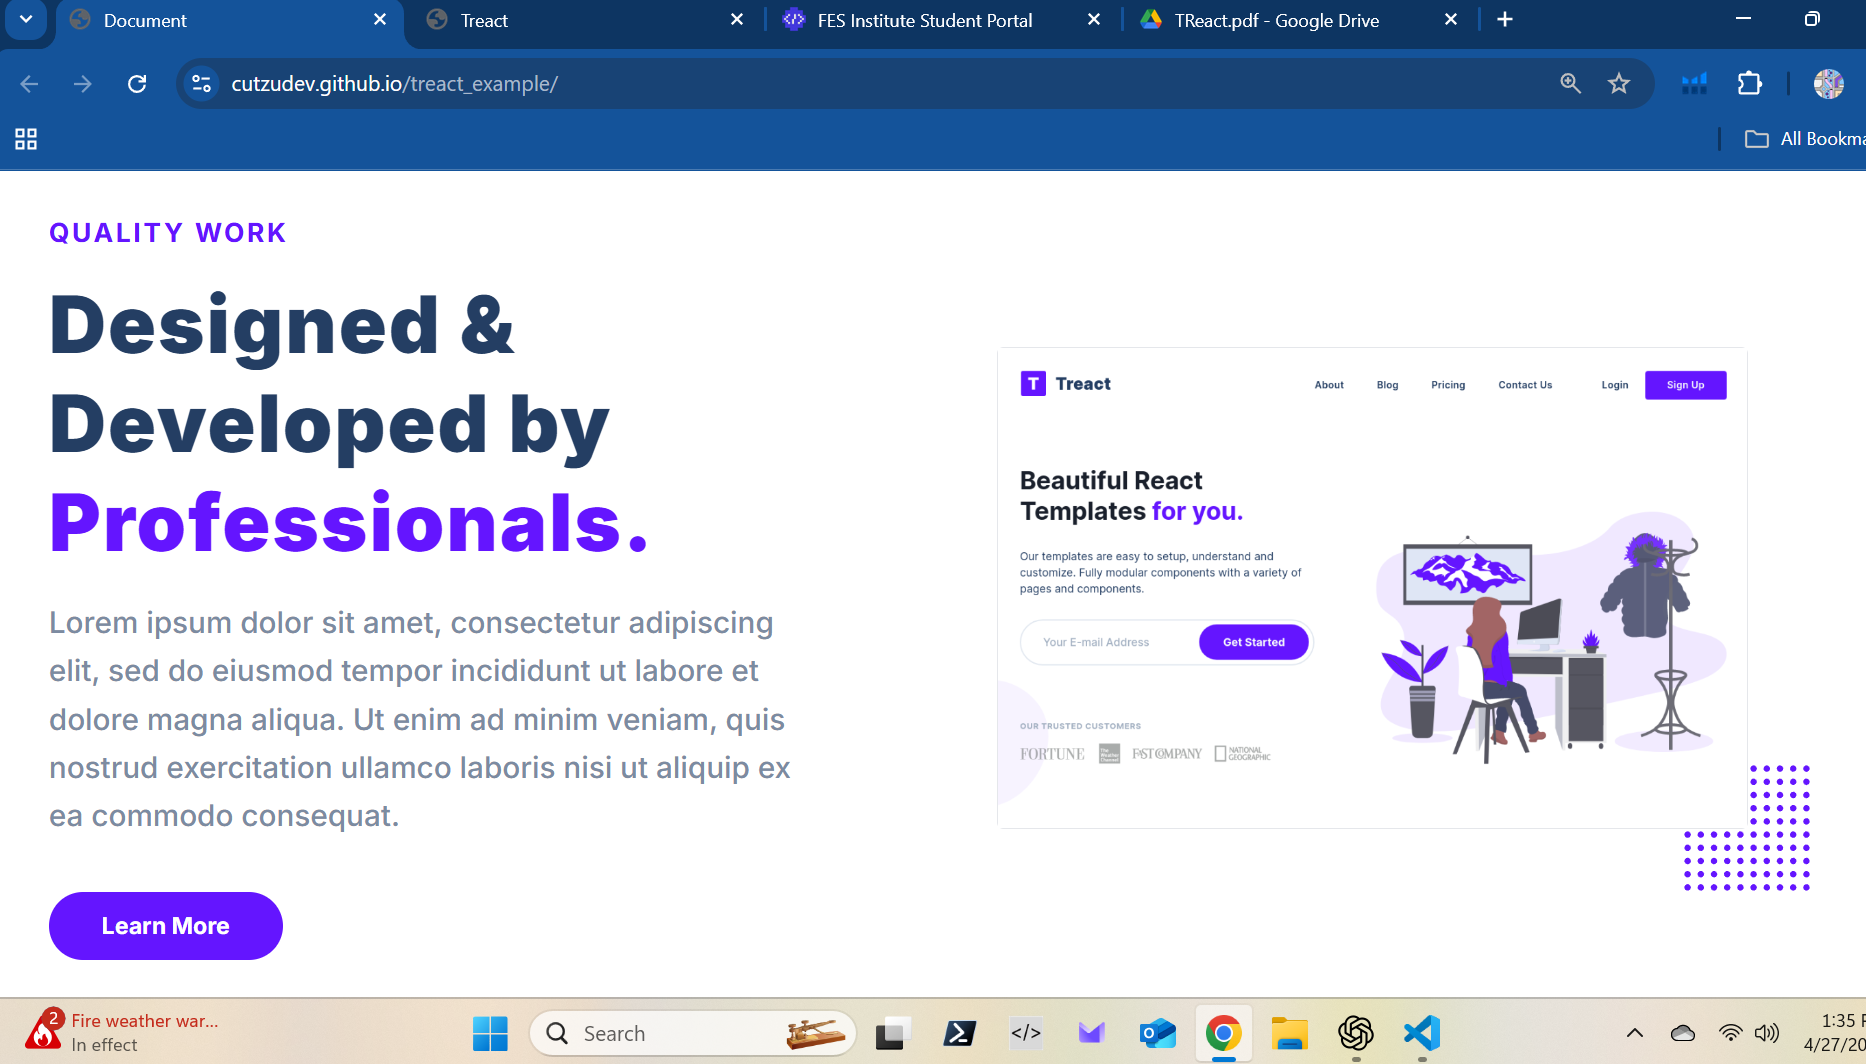 Document
Treact
FES Institute Student Portal
TReact.pdf - Google Drive
cutzudev.github.io/treact_example/
All Bookma
QUALITY WORK
Designed &
Developed by
Professionals.
Lorem ipsum dolor sit amet, consectetur adipiscing
elit, sed do eiusmod tempor incididunt ut labore et
dolore magna aliqua. Ut enim ad minim veniam, quis
nostrud exercitation ullamco laboris nisi ut aliquip ex
ea commodo consequat.
Learn More
T Treact
About Blog Pricing Contact Us Login Sign Up
Beautiful React
Templates for you.
Our templates are easy to setup, understand and
customize. Fully modular components with a variety of
pages and components.
Your E-mail Address Get Started
OUR TRUSTED CUSTOMERS
FORTUNE The Weather Channel FAST COMPANY NATIONAL GEOGRAPHIC
2
Fire weather war...
In effect
Search
1:35 P
4/27/20